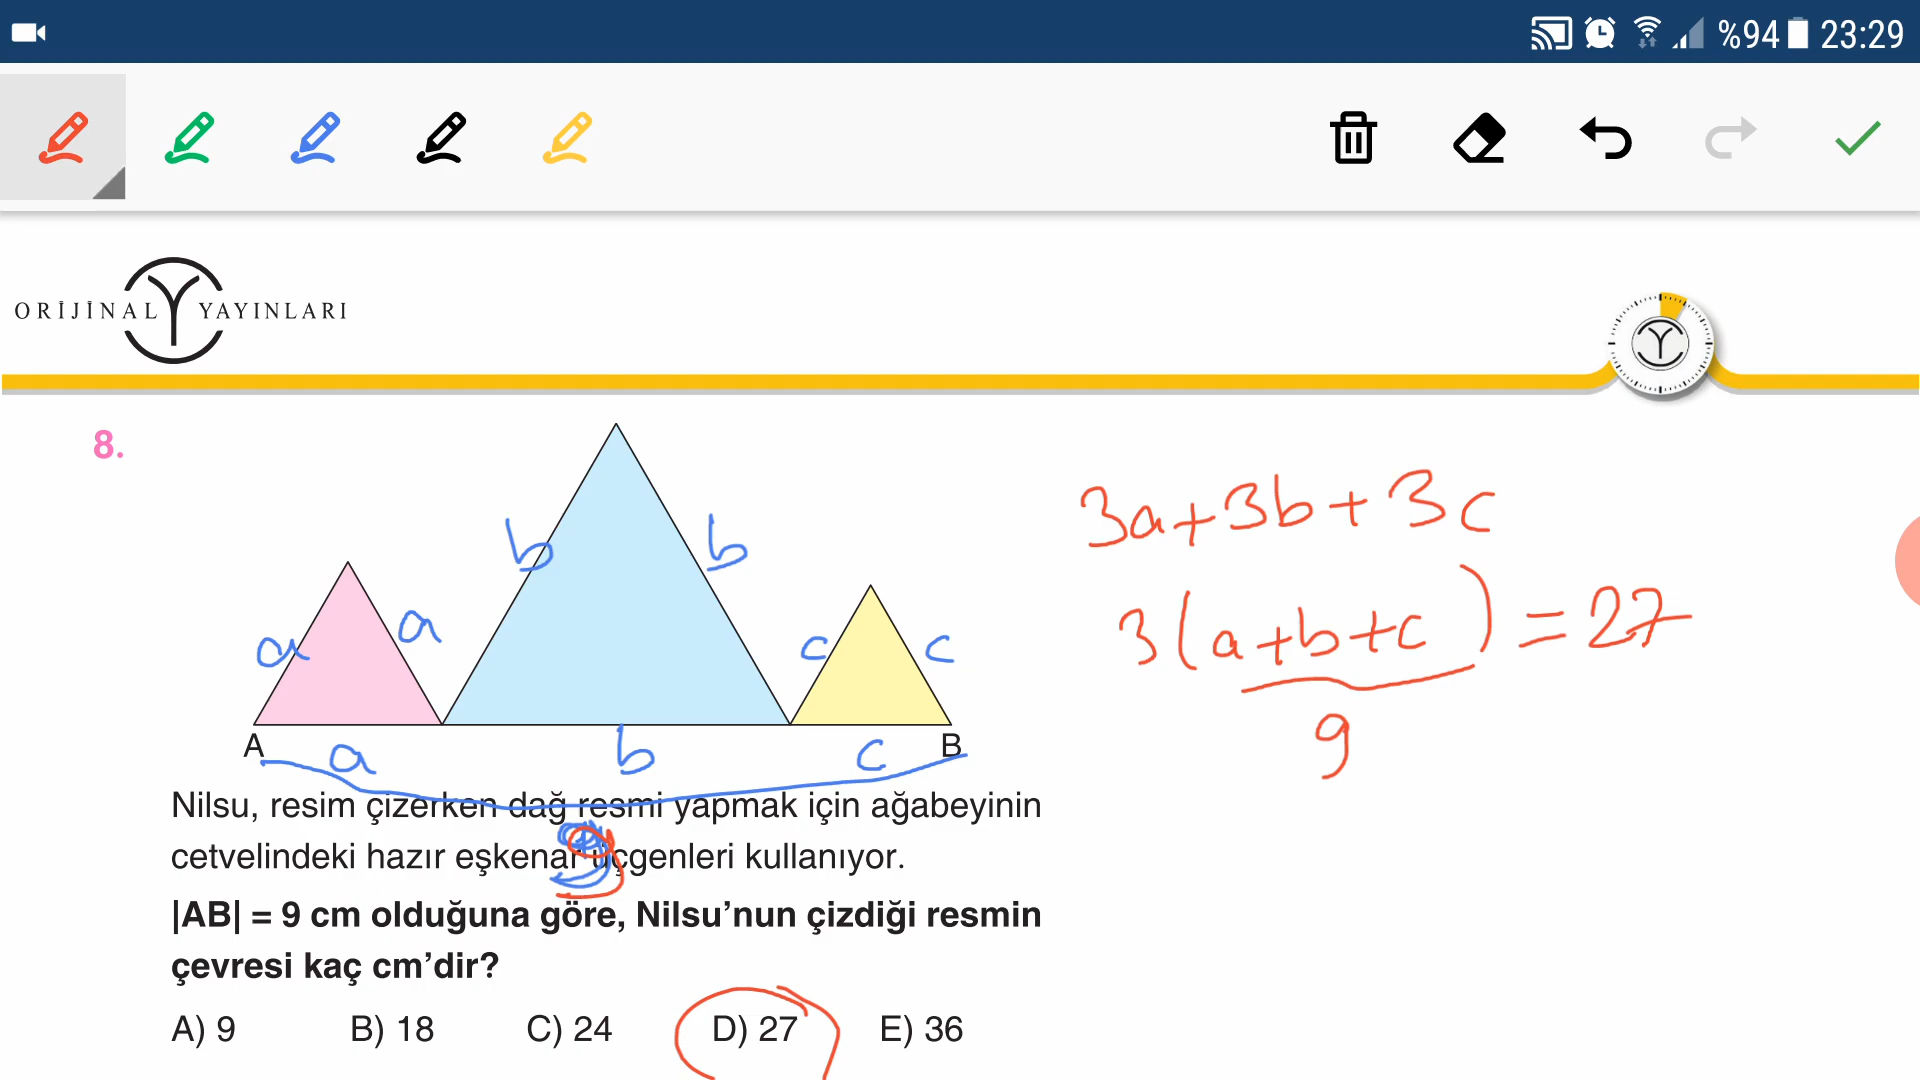 %94 23:29
ORİJİNAL YAYINLARI
8.
3a+3b+3c
b b
3(a+b+c) = 27
a a c c
9
A B
a b c
Nilsu, resim çizerken dağ resmi yapmak için ağabeyinin
cetvelindeki hazır eşkenar üçgenleri kullanıyor.
9
|AB| = 9 cm olduğuna göre, Nilsu’nun çizdiği resmin
çevresi kaç cm’dir?
A) 9 B) 18 C) 24 D) 27 E) 36